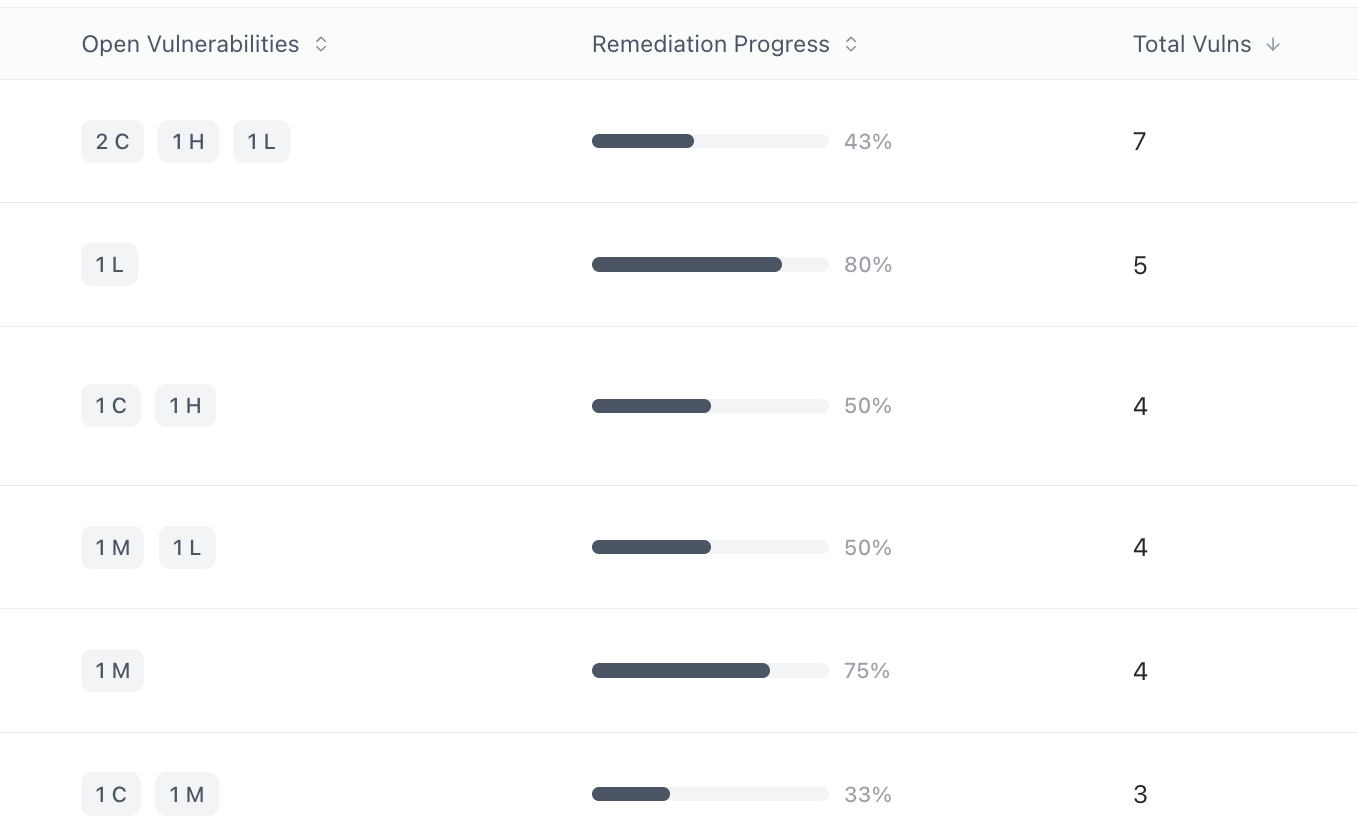 Open Vulnerabilities Remediation Progress Total Vulns
2 C 1 H 1 L 43% 7
1 L 80% 5
1 C 1 H 50% 4
1 M 1 L 50% 4
1 M 75% 4
1 C 1 M 33% 3